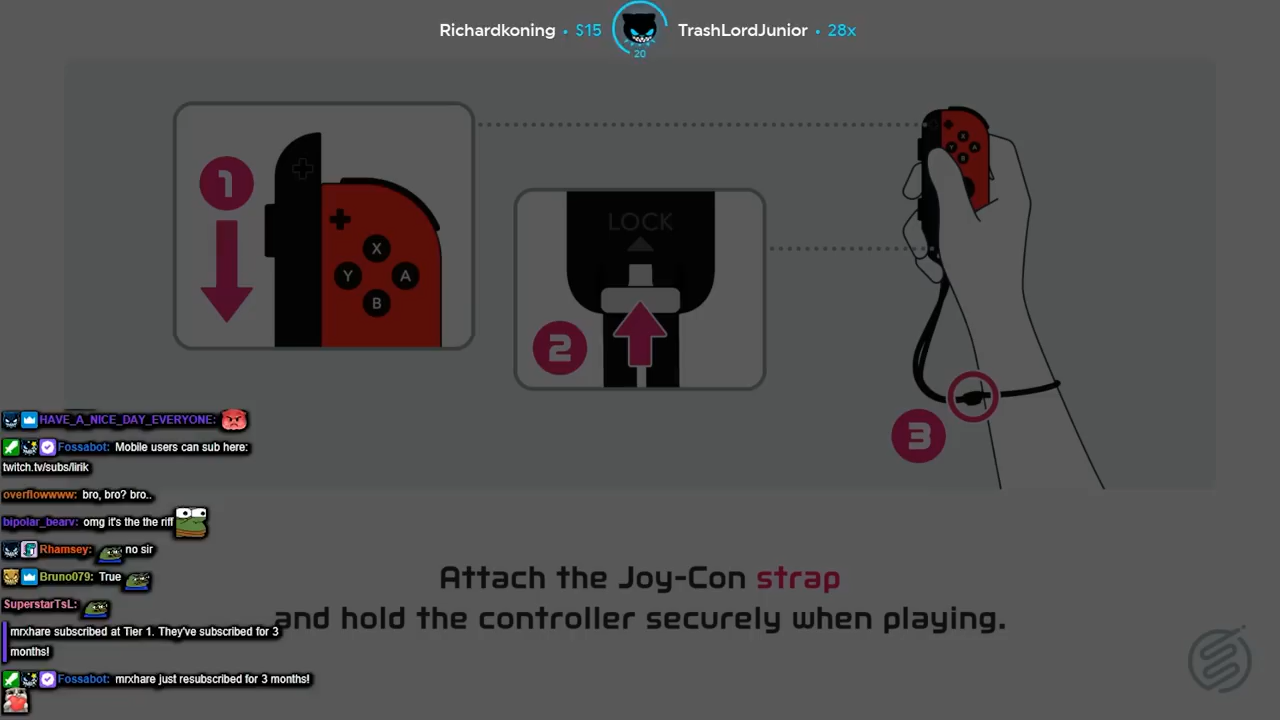 Richardkoning • $15
20
TrashLordJunior • 28x
1
X
Y
A
B
LOCK
2
X
Y
A
B
3
HAVE_A_NICE_DAY_EVERYONE:
Fossabot: Mobile users can sub here:
twitch.tv/subs/lirik
overflowwww: bro, bro? bro..
bipolar_bearv: omg it's the the riff
Rhamsey: no sir
Bruno079: True
SuperstarTsL:
mrxhare subscribed at Tier 1. They've subscribed for 3
months!
Fossabot: mrxhare just resubscribed for 3 months!
Attach the Joy-Con strap
and hold the controller securely when playing.